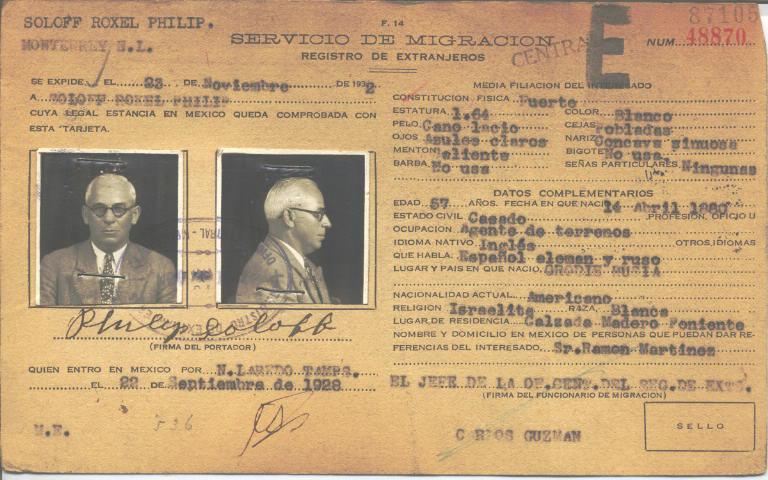 SOLOFF ROXEL PHILIP.
MONTERREY N.L.
F. 14
SERVICIO DE MIGRACION
REGISTRO DE EXTRANJEROS
CENTRAL
E
87105
NUM. 48870
SE EXPIDE EL 23 DE Noviembre DE 1932
A SOLOFF ROXEL PHILIP
CUYA LEGAL ESTANCIA EN MEXICO QUEDA COMPROBADA CON
ESTA TARJETA.
Philip Soloff
(FIRMA DEL PORTADOR)
QUIEN ENTRO EN MEXICO POR N.LAREDO TAMPS.
EL 22 DE Septiembre de 1928
M.E. 536
MEDIA FILIACION DEL INTERESADO
CONSTITUCION FISICA Fuerte
ESTATURA 1.64 COLOR Blanco
PELO Cano lacio CEJAS Pobladas
OJOS Azules claros NARIZ Concava sinuosa
MENTON Saliente BIGOTE No usa.
BARBA No usa SEÑAS PARTICULARES Ningunas
DATOS COMPLEMENTARIOS
EDAD 57 AÑOS. FECHA EN QUE NACIO 14 Abril
ESTADO CIVIL Casado PROFESION, OFICIO U
OCUPACION Agente de terrenos
IDIOMA NATIVO Inglés OTROS IDIOMAS
QUE HABLA. Español aleman y ruso
LUGAR Y PAIS EN QUE NACIO. RUSIA
NACIONALIDAD ACTUAL Americano
RELIGION Israelita RAZA Blanca
LUGAR DE RESIDENCIA Calzada Madero Poniente
NOMBRE Y DOMICILIO EN MEXICO DE PERSONAS QUE PUEDAN DAR RE-
FERENCIAS DEL INTERESADO Sr.Ramon Martinez
EL JEFE DE LA OF.CENT.DEL REG.DE EXTS.
(FIRMA DEL FUNCIONARIO DE MIGRACION)
CARLOS GUZMAN
SELLO